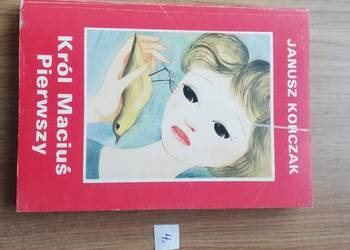 JANUSZ KORCZAK
Król Maciuś
Pierwszy
4.